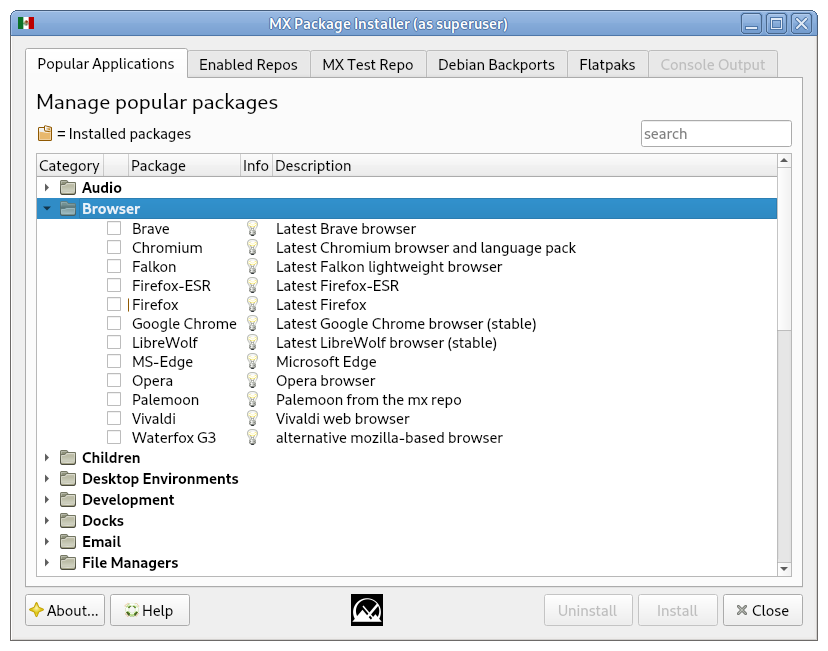 MX Package Installer (as superuser)
Popular Applications Enabled Repos MX Test Repo Debian Backports Flatpaks Console Output
Manage popular packages
= Installed packages search
Category Package Info Description
Audio
Browser
Brave Latest Brave browser
Chromium Latest Chromium browser and language pack
Falkon Latest Falkon lightweight browser
Firefox-ESR Latest Firefox-ESR
Firefox Latest Firefox
Google Chrome Latest Google Chrome browser (stable)
LibreWolf Latest LibreWolf browser (stable)
MS-Edge Microsoft Edge
Opera Opera browser
Palemoon Palemoon from the mx repo
Vivaldi Vivaldi web browser
Waterfox G3 alternative mozilla-based browser
Children
Desktop Environments
Development
Docks
Email
File Managers
About... Help Uninstall Install Close